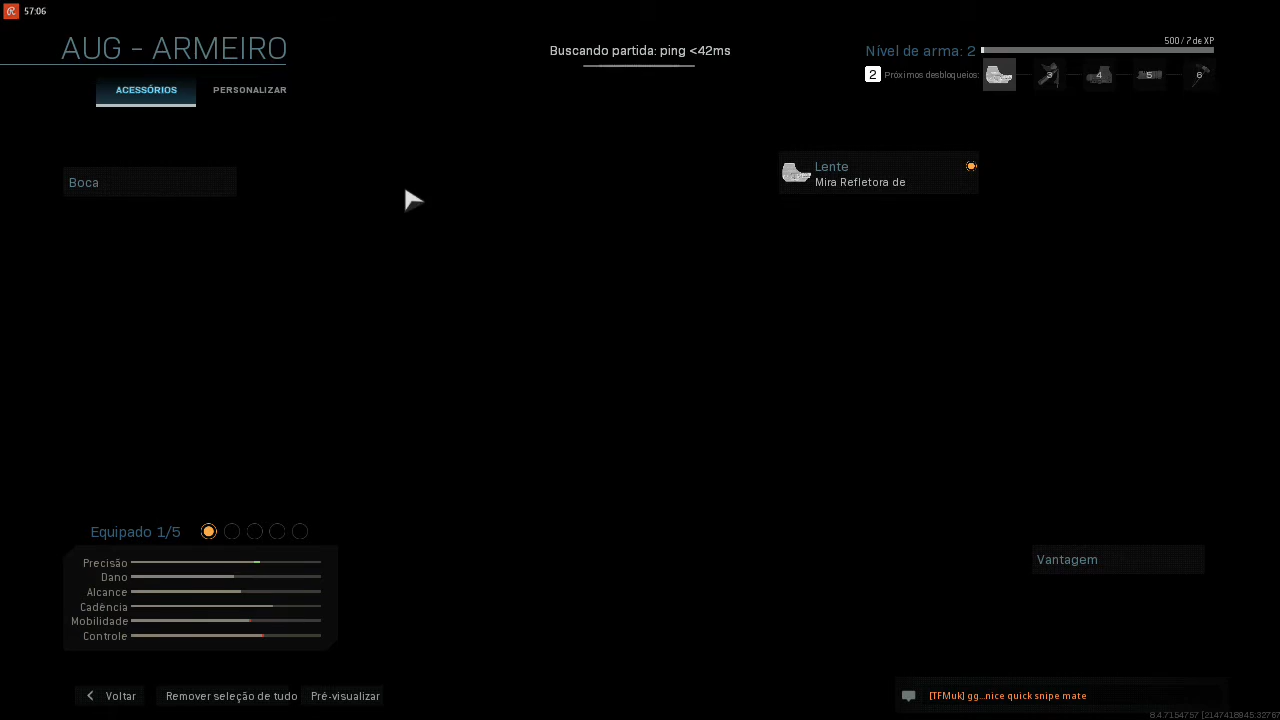 57:06
AUG - ARMEIRO
Buscando partida: ping <42ms
Nível de arma: 2
500 / 7 de XP
2 Próximos desbloqueios:
3
4
5
6
ACESSÓRIOS
PERSONALIZAR
Boca
Lente
Mira Refletora de
Equipado 1/5
Precisão
Dano
Alcance
Cadência
Mobilidade
Controle
Vantagem
Voltar
Remover seleção de tudo
Pré-visualizar
[TFMuk] gg...nice quick snipe mate